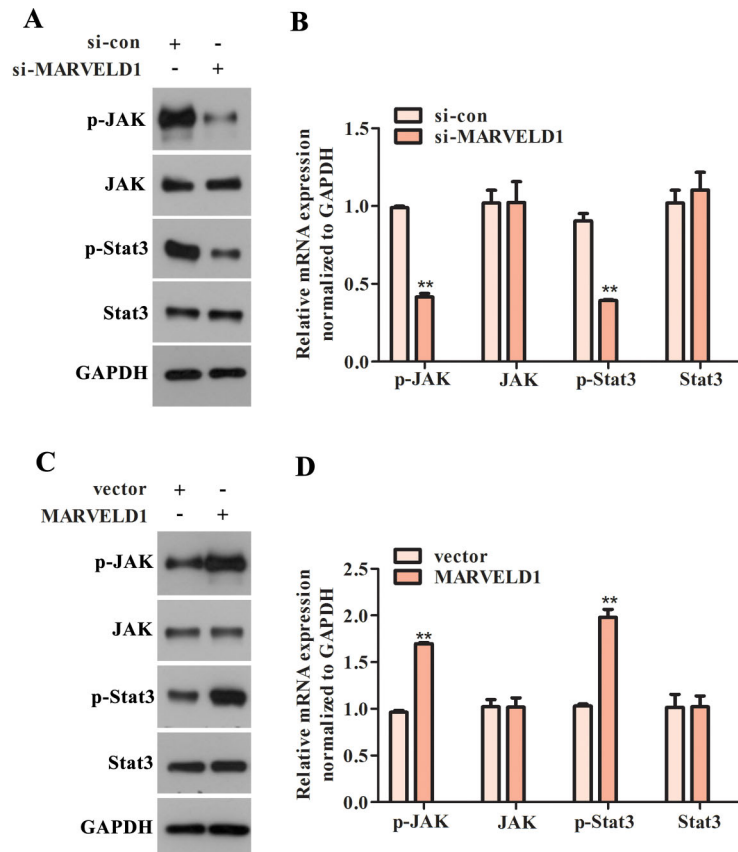 A
si-con + -
si-MARVELD1 - +
p-JAK
JAK
p-Stat3
Stat3
GAPDH
B
si-con
si-MARVELD1
Relative mRNA expression
normalized to GAPDH
1.5
1.0
0.5
0.0
**
**
p-JAK JAK p-Stat3 Stat3
C
vector + -
MARVELD1 - +
p-JAK
JAK
p-Stat3
Stat3
GAPDH
D
vector
MARVELD1
Relative mRNA expression
normalized to GAPDH
2.5
2.0
1.5
1.0
0.5
0.0
**
**
p-JAK JAK p-Stat3 Stat3